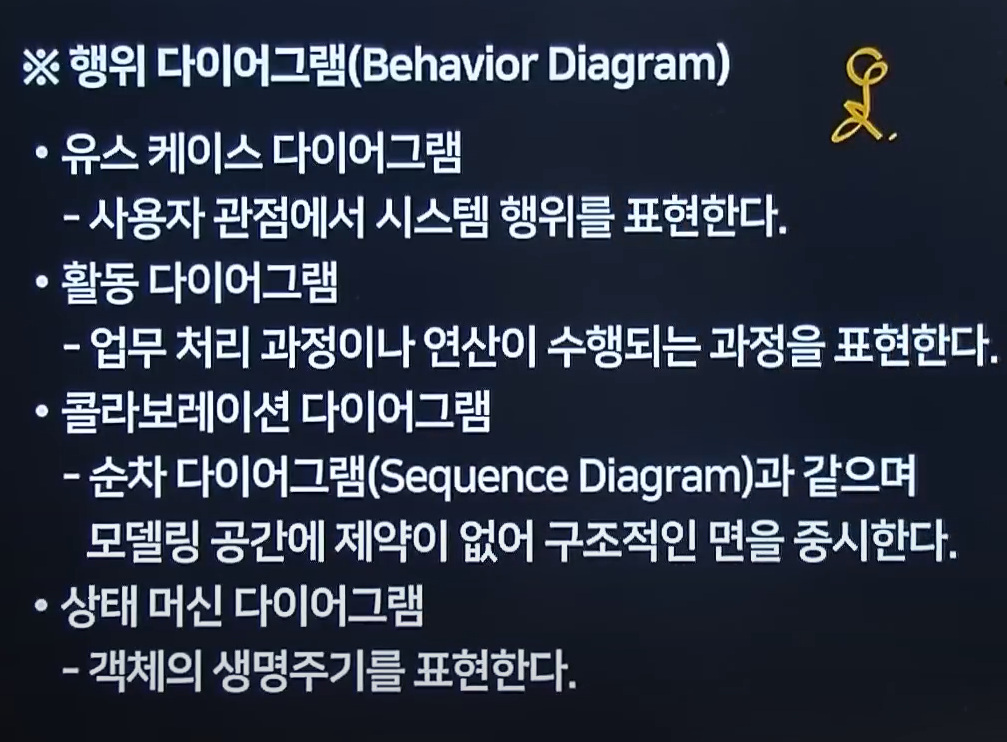 ※ 행위 다이어그램(Behavior Diagram)
• 유스 케이스 다이어그램
- 사용자 관점에서 시스템 행위를 표현한다.
• 활동 다이어그램
- 업무 처리 과정이나 연산이 수행되는 과정을 표현한다.
• 콜라보레이션 다이어그램
- 순차 다이어그램(Sequence Diagram)과 같으며
모델링 공간에 제약이 없어 구조적인 면을 중시한다.
• 상태 머신 다이어그램
- 객체의 생명주기를 표현한다.